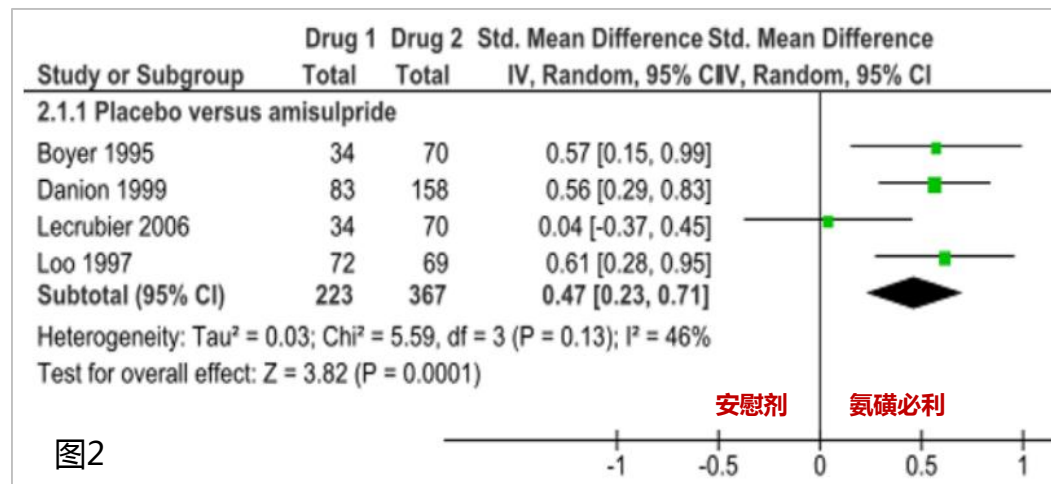 Drug 1 Drug 2 Std. Mean Difference Std. Mean Difference
Study or Subgroup Total Total IV, Random, 95% CI IV, Random, 95% CI
2.1.1 Placebo versus amisulpride
Boyer 1995 34 70 0.57 [0.15, 0.99]
Danion 1999 83 158 0.56 [0.29, 0.83]
Lecrubier 2006 34 70 0.04 [-0.37, 0.45]
Loo 1997 72 69 0.61 [0.28, 0.95]
Subtotal (95% CI) 223 367 0.47 [0.23, 0.71]
Heterogeneity: Tau² = 0.03; Chi² = 5.59, df = 3 (P = 0.13); I² = 46%
Test for overall effect: Z = 3.82 (P = 0.0001)
安慰剂 氨磺必利
图2
-1 -0.5 0 0.5 1